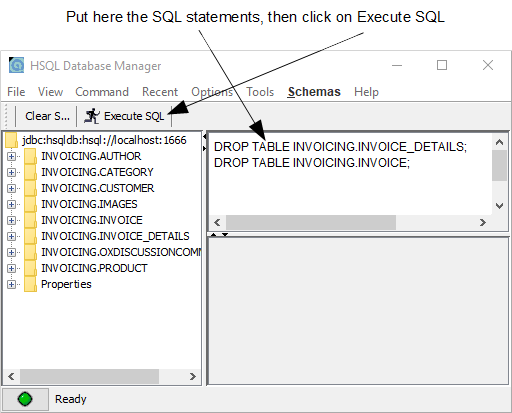 Put here the SQL statements, then click on Execute SQL
HSQL Database Manager
File View Command Recent Options Tools Schemas Help
Clear S... Execute SQL
jdbc:hsqldb:hsql://localhost:1666
INVOICING.AUTHOR
INVOICING.CATEGORY
INVOICING.CUSTOMER
INVOICING.IMAGES
INVOICING.INVOICE
INVOICING.INVOICE_DETAILS
INVOICING.OXDISCUSSIONCOMM
INVOICING.PRODUCT
Properties
DROP TABLE INVOICING.INVOICE_DETAILS;
DROP TABLE INVOICING.INVOICE;
Ready